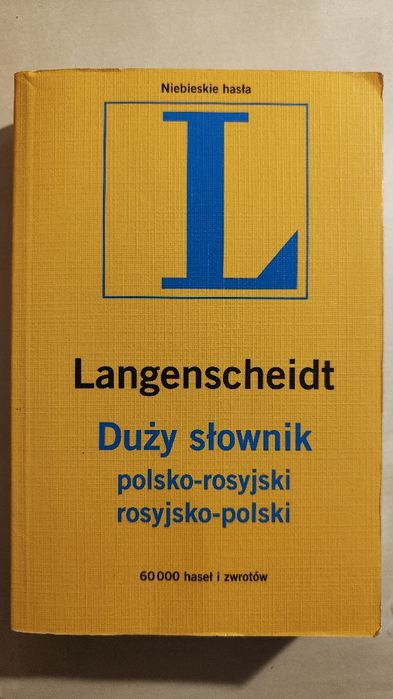 Niebieskie hasła
L
Langenscheidt
Duży słownik
polsko-rosyjski
rosyjsko-polski
60 000 haseł i zwrotów